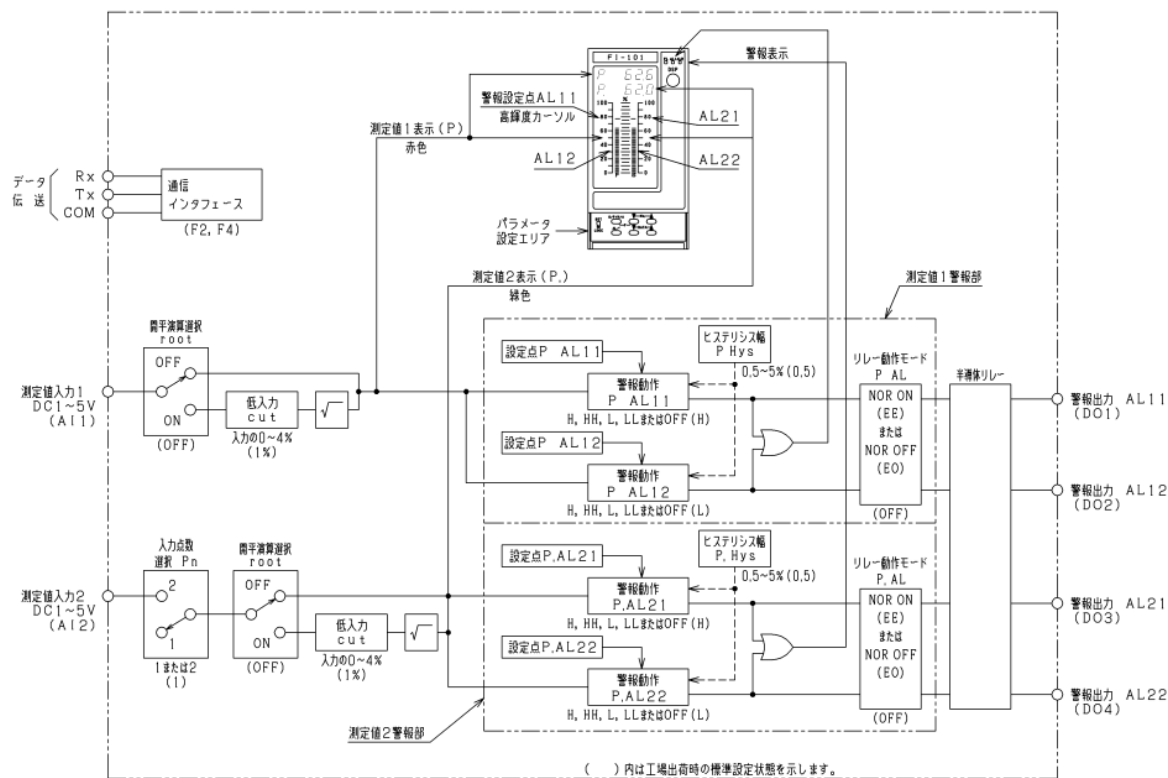 FI-101
警報表示
DSP
P 62.6
P. 62.0
%
警報設定点AL11
高輝度カーソル
100
80
60
40
20
0
100
80
60
40
20
0
AL21
測定値1表示(P)
赤色
AL12
AL22
データ
伝送
Rx
Tx
COM
通信
インタフェース
(F2, F4)
パラメータ
設定エリア
測定値2表示(P.)
緑色
測定値1警報部
開平演算選択
root
OFF
ON
(OFF)
測定値入力1
DC1~5V
(AI1)
低入力
cut
入力の0~4%
(1%)
√
設定点P AL11
ヒステリシス幅
P Hys
0.5~5%(0.5)
警報動作
P AL11
H, HH, L, LLまたはOFF(H)
設定点P AL12
警報動作
P AL12
H, HH, L, LLまたはOFF(L)
リレー動作モード
P AL
NOR ON
(EE)
または
NOR OFF
(EO)
(OFF)
半導体リレー
警報出力 AL11
(DO1)
警報出力 AL12
(DO2)
入力点数
選択 Pn
2
1
1または2
(1)
開平演算選択
root
OFF
ON
(OFF)
測定値入力2
DC1~5V
(AI2)
低入力
cut
入力の0~4%
(1%)
√
設定点P.AL21
ヒステリシス幅
P.Hys
0.5~5%(0.5)
警報動作
P.AL21
H, HH, L, LLまたはOFF(H)
設定点P.AL22
警報動作
P.AL22
H, HH, L, LLまたはOFF(L)
リレー動作モード
P.AL
NOR ON
(EE)
または
NOR OFF
(EO)
(OFF)
警報出力 AL21
(DO3)
警報出力 AL22
(DO4)
測定値2警報部
( )内は工場出荷時の標準設定状態を示します。